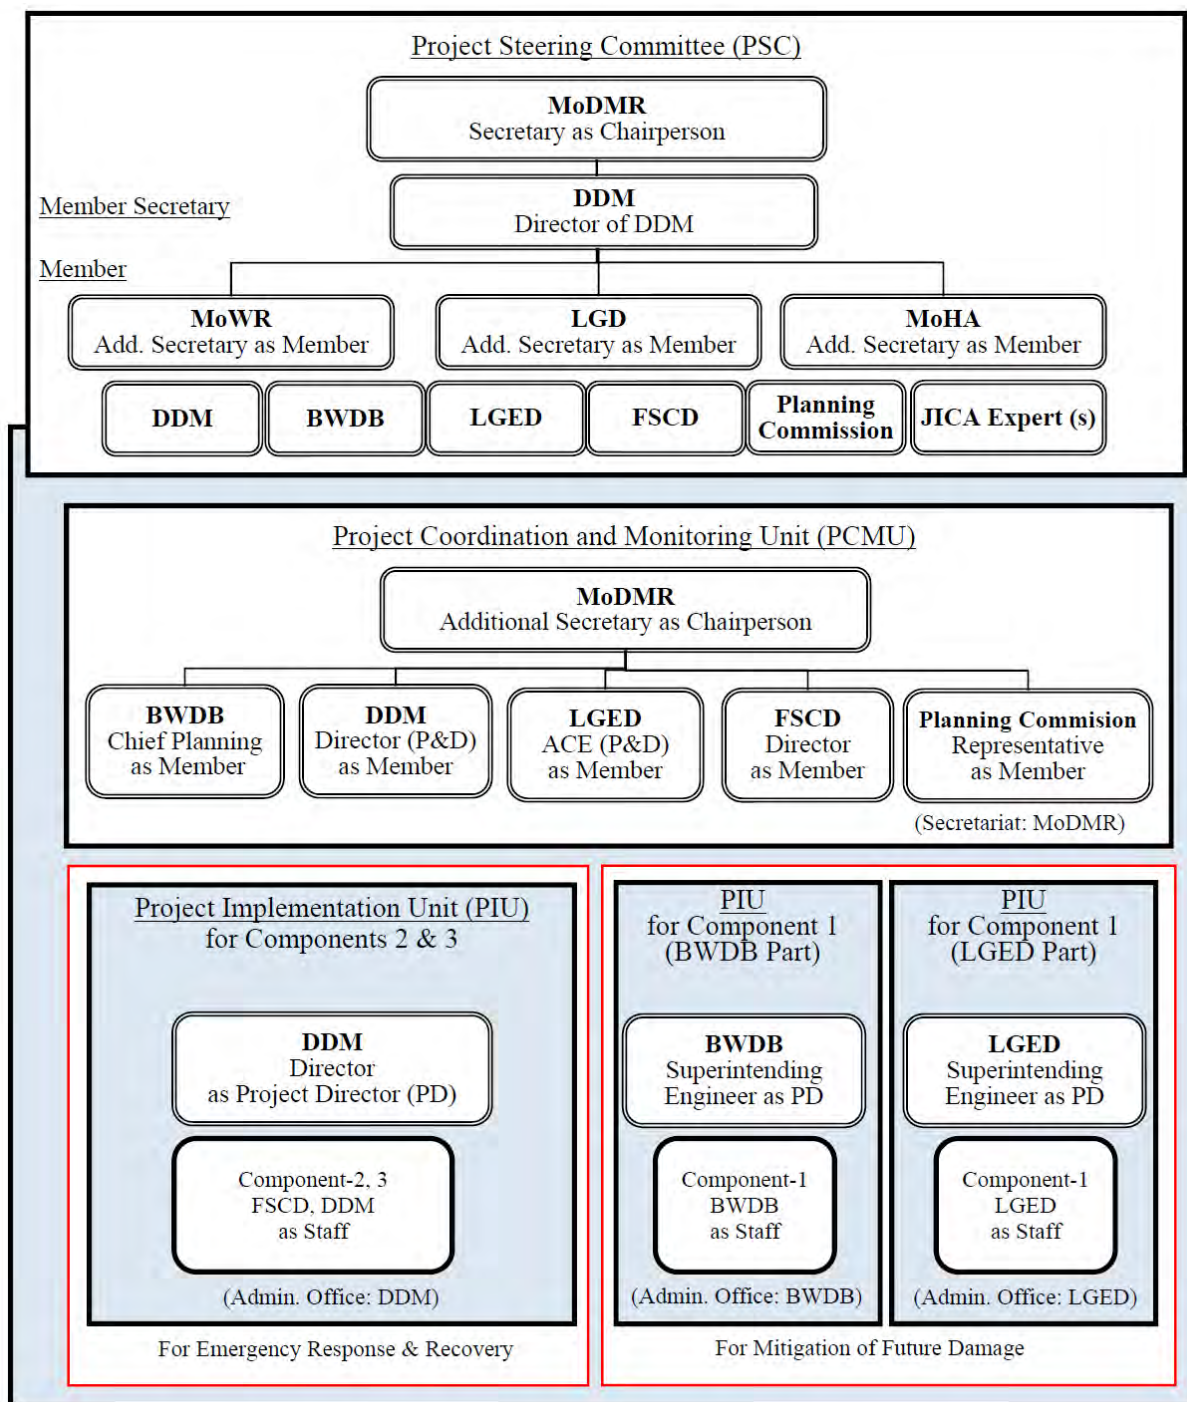 Project Steering Committee (PSC)
MoDMR
Secretary as Chairperson
Member Secretary
DDM
Director of DDM
Member
MoWR
Add. Secretary as Member
LGD
Add. Secretary as Member
MoHA
Add. Secretary as Member
DDM
BWDB
LGED
FSCD
Planning
Commission
JICA Expert (s)
Project Coordination and Monitoring Unit (PCMU)
MoDMR
Additional Secretary as Chairperson
BWDB
Chief Planning
as Member
DDM
Director (P&D)
as Member
LGED
ACE (P&D)
as Member
FSCD
Director
as Member
Planning Commision
Representative
as Member
(Secretariat: MoDMR)
Project Implementation Unit (PIU)
for Components 2 & 3
DDM
Director
as Project Director (PD)
Component-2, 3
FSCD, DDM
as Staff
(Admin. Office: DDM)
For Emergency Response & Recovery
PIU
for Component 1
(BWDB Part)
BWDB
Superintending
Engineer as PD
Component-1
BWDB
as Staff
(Admin. Office: BWDB)
PIU
for Component 1
(LGED Part)
LGED
Superintending
Engineer as PD
Component-1
LGED
as Staff
(Admin. Office: LGED)
For Mitigation of Future Damage